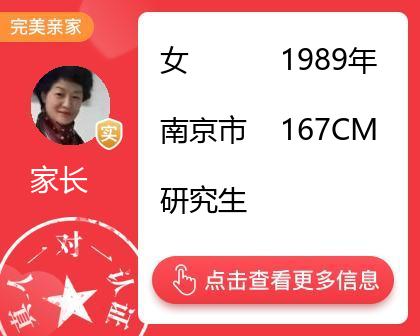 完美亲家
女 1989年
南京市 167CM
研究生
实
家长
真人一对一认证
点击查看更多信息